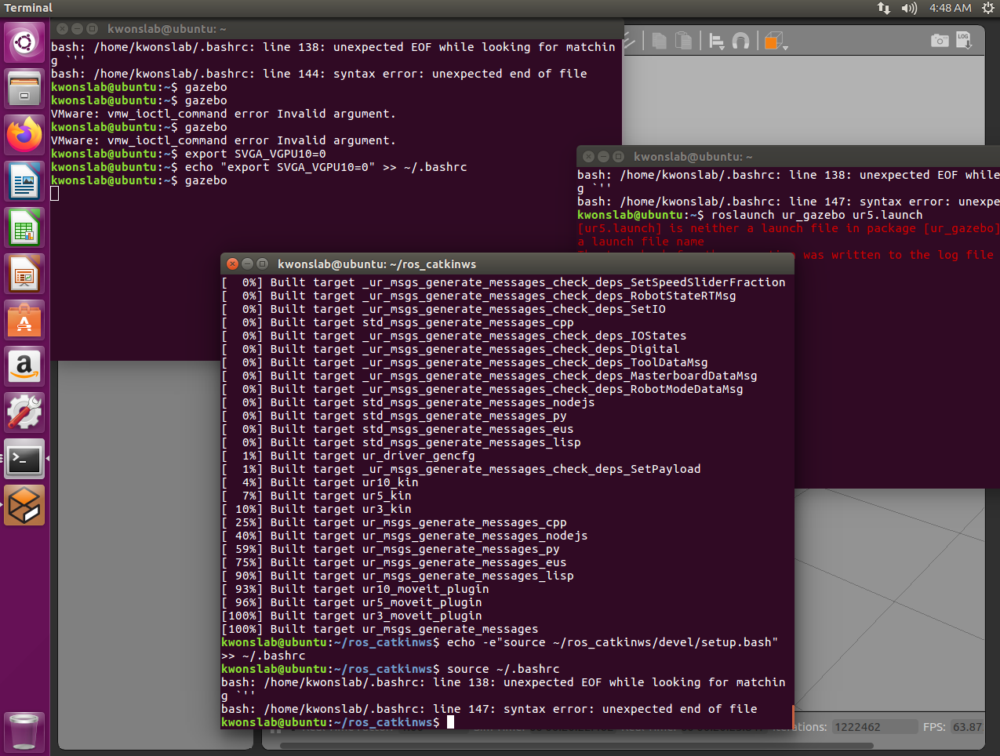 Terminal
4:48 AM
kwonslab@ubuntu: ~
bash: /home/kwonslab/.bashrc: line 138: unexpected EOF while looking for matchin
g `''
bash: /home/kwonslab/.bashrc: line 144: syntax error: unexpected end of file
kwonslab@ubuntu:~$ gazebo
kwonslab@ubuntu:~$ gazebo
VMware: vmw_ioctl_command error Invalid argument.
kwonslab@ubuntu:~$ gazebo
VMware: vmw_ioctl_command error Invalid argument.
kwonslab@ubuntu:~$ export SVGA_VGPU10=0
kwonslab@ubuntu:~$ echo "export SVGA_VGPU10=0" >> ~/.bashrc
kwonslab@ubuntu:~$ gazebo
LOG
kwonslab@ubuntu: ~
bash: /home/kwonslab/.bashrc: line 138: unexpected EOF while
g `''
bash: /home/kwonslab/.bashrc: line 147: syntax error: unexpe
kwonslab@ubuntu:~$ roslaunch ur_gazebo ur5.launch
[ur5.launch] is neither a launch file in package [ur_gazebo]
a launch file name
was written to the log file
kwonslab@ubuntu: ~/ros_catkinws
[  0%] Built target _ur_msgs_generate_messages_check_deps_SetSpeedSliderFraction
[  0%] Built target _ur_msgs_generate_messages_check_deps_RobotStateRTMsg
[  0%] Built target _ur_msgs_generate_messages_check_deps_SetIO
[  0%] Built target std_msgs_generate_messages_cpp
[  0%] Built target _ur_msgs_generate_messages_check_deps_IOStates
[  0%] Built target _ur_msgs_generate_messages_check_deps_Digital
[  0%] Built target _ur_msgs_generate_messages_check_deps_ToolDataMsg
[  0%] Built target _ur_msgs_generate_messages_check_deps_MasterboardDataMsg
[  0%] Built target _ur_msgs_generate_messages_check_deps_RobotModeDataMsg
[  0%] Built target std_msgs_generate_messages_nodejs
[  0%] Built target std_msgs_generate_messages_py
[  0%] Built target std_msgs_generate_messages_eus
[  0%] Built target std_msgs_generate_messages_lisp
[  1%] Built target ur_driver_gencfg
[  1%] Built target _ur_msgs_generate_messages_check_deps_SetPayload
[  4%] Built target ur10_kin
[  7%] Built target ur5_kin
[ 10%] Built target ur3_kin
[ 25%] Built target ur_msgs_generate_messages_cpp
[ 40%] Built target ur_msgs_generate_messages_nodejs
[ 59%] Built target ur_msgs_generate_messages_py
[ 75%] Built target ur_msgs_generate_messages_eus
[ 90%] Built target ur_msgs_generate_messages_lisp
[ 93%] Built target ur10_moveit_plugin
[ 96%] Built target ur5_moveit_plugin
[100%] Built target ur3_moveit_plugin
[100%] Built target ur_msgs_generate_messages
kwonslab@ubuntu:~/ros_catkinws$ echo -e"source ~/ros_catkinws/devel/setup.bash"
>> ~/.bashrc
kwonslab@ubuntu:~/ros_catkinws$ source ~/.bashrc
bash: /home/kwonslab/.bashrc: line 138: unexpected EOF while looking for matchin
g `''
bash: /home/kwonslab/.bashrc: line 147: syntax error: unexpected end of file
kwonslab@ubuntu:~/ros_catkinws$
1222462 FPS: 63.87